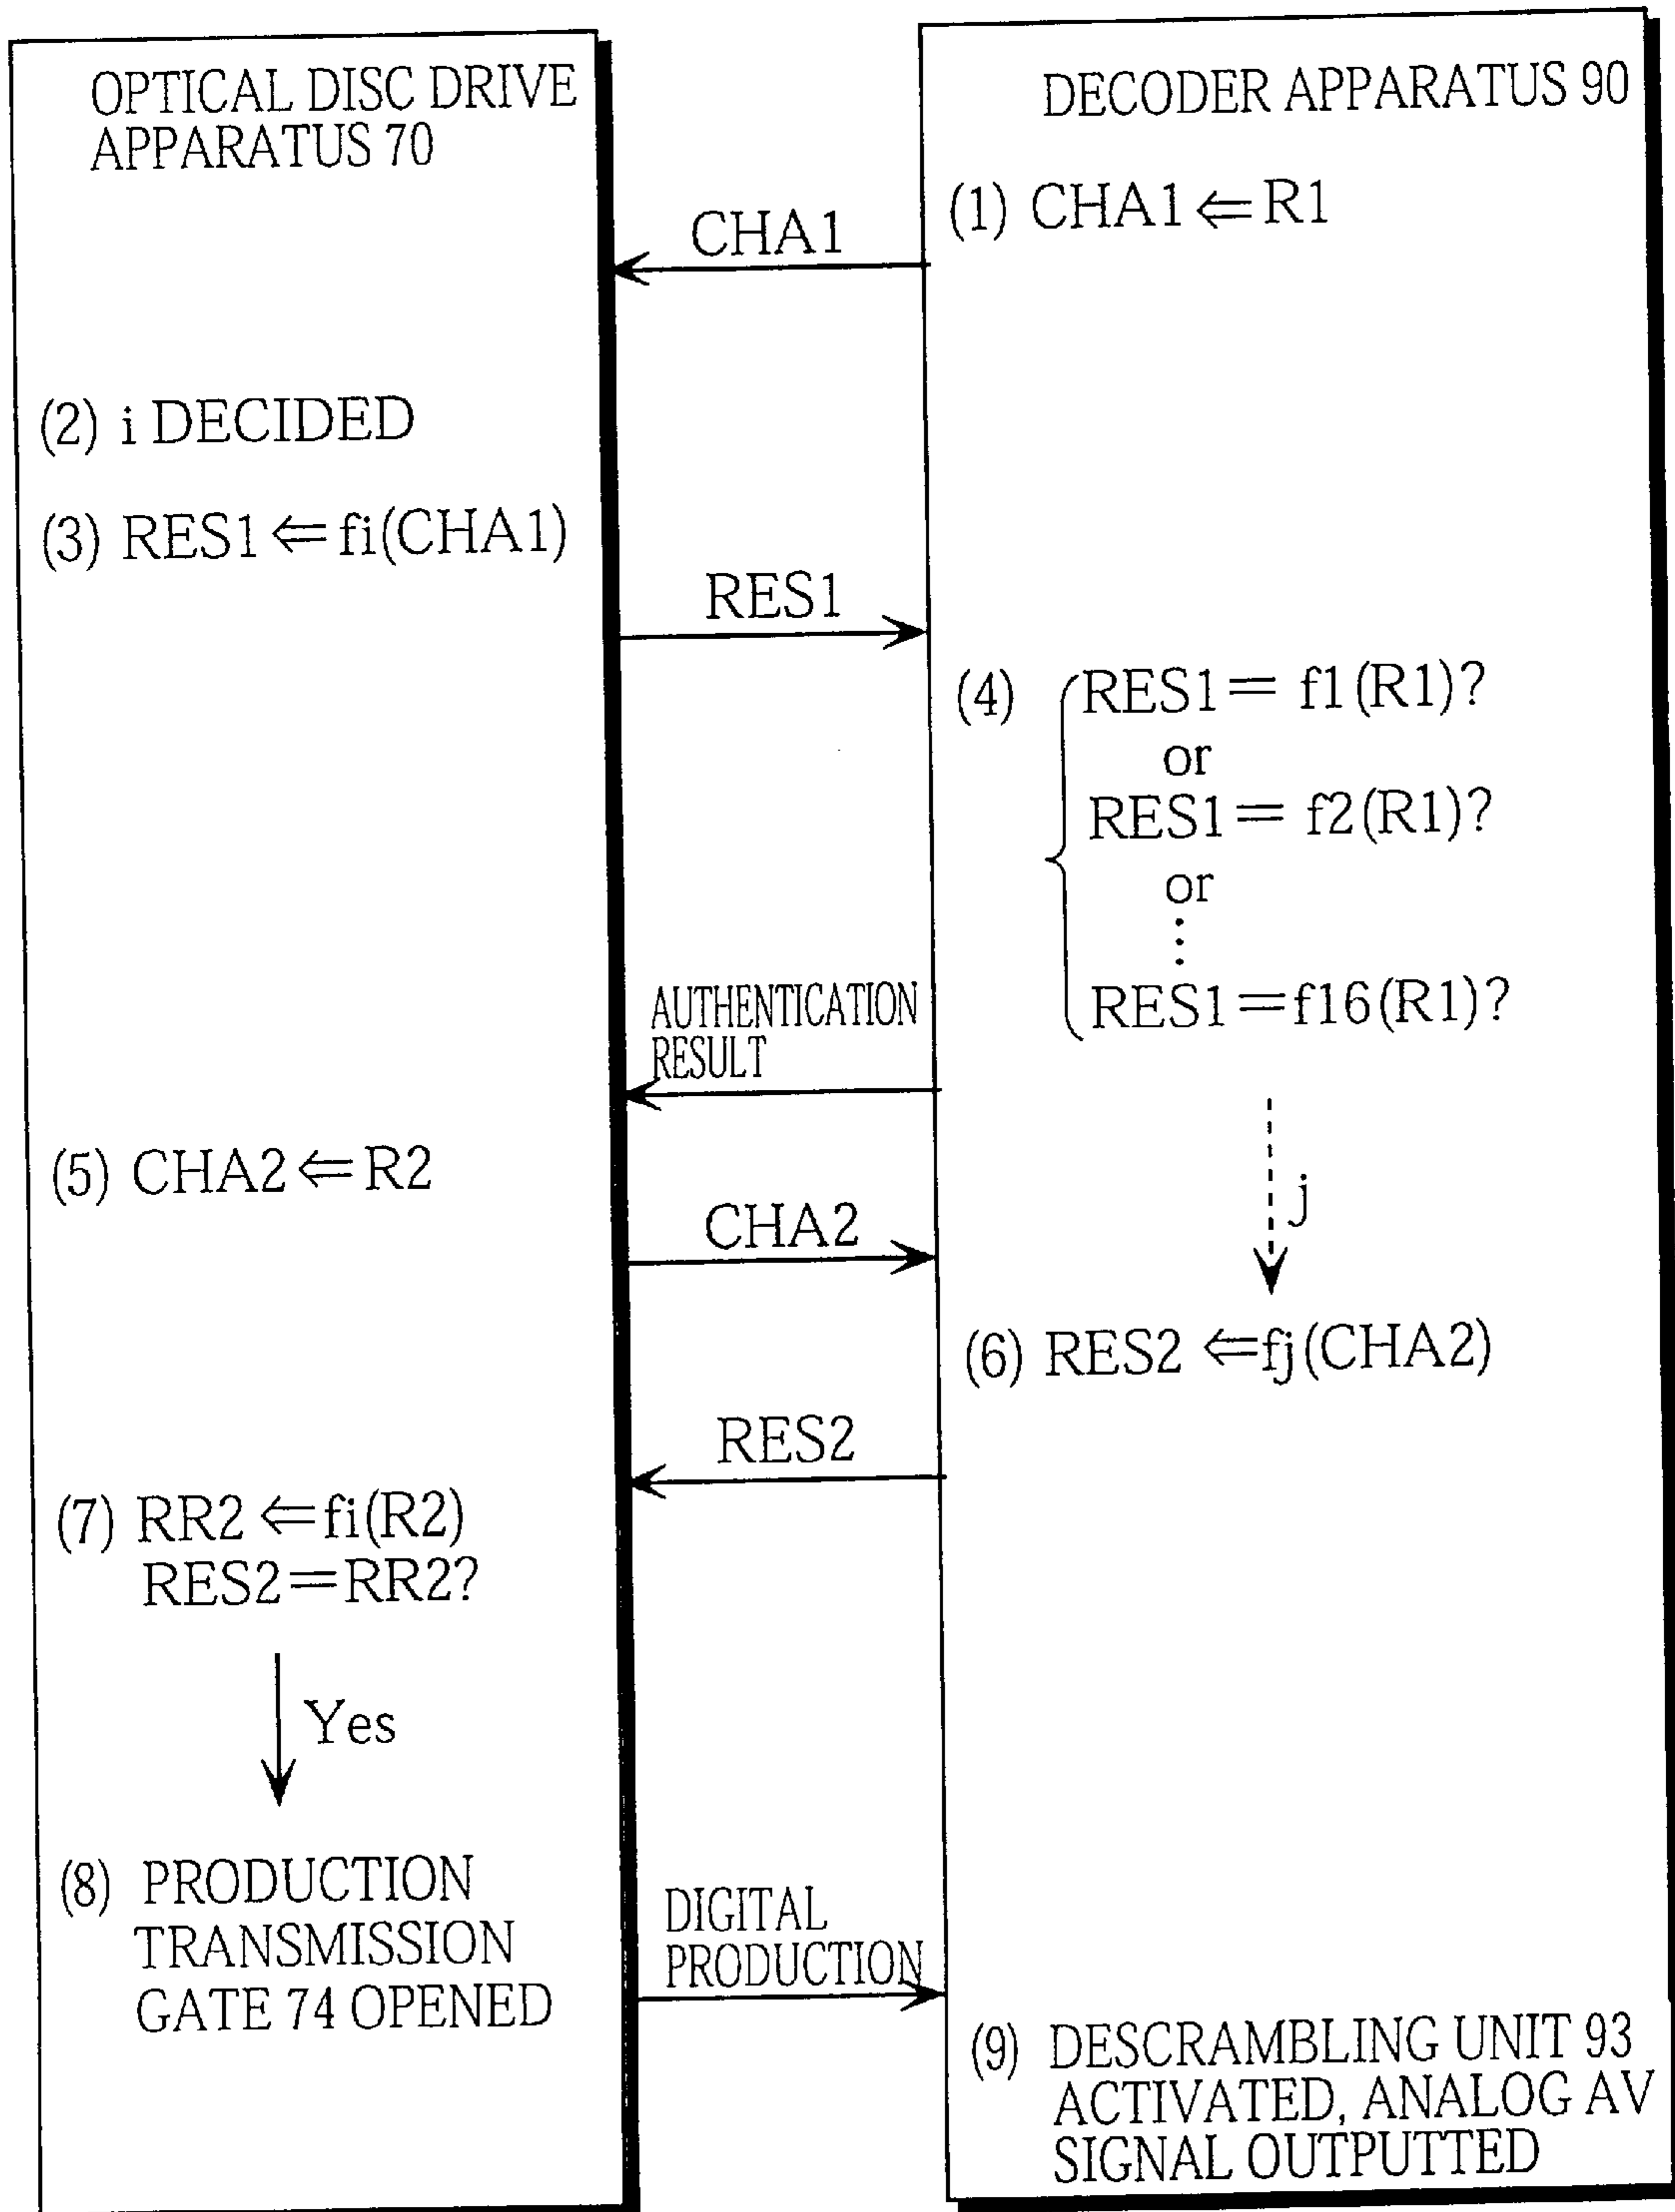 OPTICAL DISC DRIVE
APPARATUS 70
DECODER APPARATUS 90
(1) CHA1 ⇐ R1
CHA1
(2) i DECIDED
(3) RES1 ⇐ fi(CHA1)
RES1
(4) RES1 = f1(R1)?
or
RES1 = f2(R1)?
or
⋮
RES1 = f16(R1)?
AUTHENTICATION
RESULT
(5) CHA2 ⇐ R2
j
CHA2
(6) RES2 ⇐ fj(CHA2)
RES2
(7) RR2 ⇐ fi(R2)
RES2 = RR2?
Yes
(8) PRODUCTION
TRANSMISSION
GATE 74 OPENED
DIGITAL
PRODUCTION
(9) DESCRAMBLING UNIT 93
ACTIVATED, ANALOG AV
SIGNAL OUTPUTTED